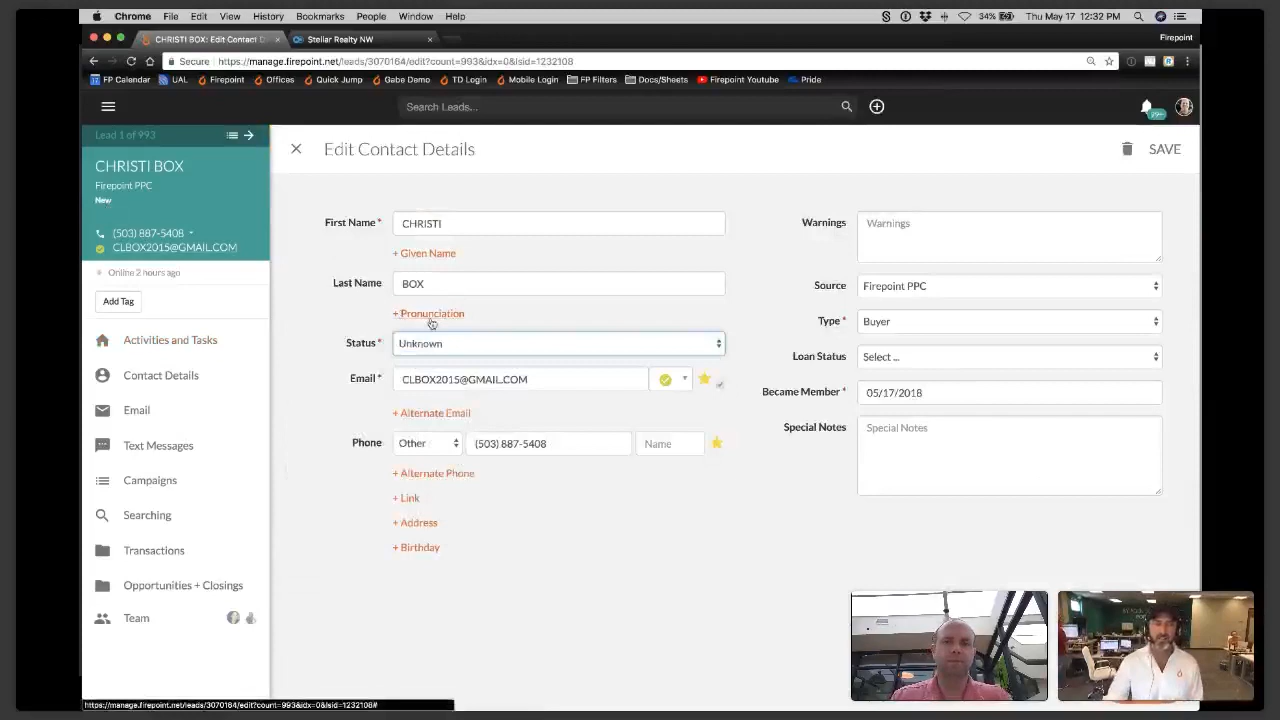 Chrome File Edit View History Bookmarks People Window Help 34% Thu May 17 12:32 PM
CHRISTI BOX: Edit Contact D Stellar Realty NW Firepoint
Secure https://manage.firepoint.net/leads/3070164/edit?count=993&idx=0&lsid=1232108
FP Calendar UAL Firepoint Offices Quick Jump Gabe Demo TD Login Mobile Login FP Filters Docs/Sheets Firepoint Youtube Pride
Search Leads...
99+
Lead 1 of 993
CHRISTI BOX
Firepoint PPC
New
(503) 887-5408
CLBOX2015@GMAIL.COM
Online 2 hours ago
Add Tag
Activities and Tasks
Contact Details
Email
Text Messages
Campaigns
Searching
Transactions
Opportunities + Closings
Team
Edit Contact Details
SAVE
First Name * CHRISTI
+ Given Name
Last Name BOX
+ Pronunciation
Status * Unknown
Email * CLBOX2015@GMAIL.COM
+ Alternate Email
Phone Other (503) 887-5408 Name
+ Alternate Phone
+ Link
+ Address
+ Birthday
Warnings Warnings
Source Firepoint PPC
Type * Buyer
Loan Status Select ...
Became Member * 05/17/2018
Special Notes Special Notes
https://manage.firepoint.net/leads/3070164/edit?count=993&idx=0&lsid=1232108#